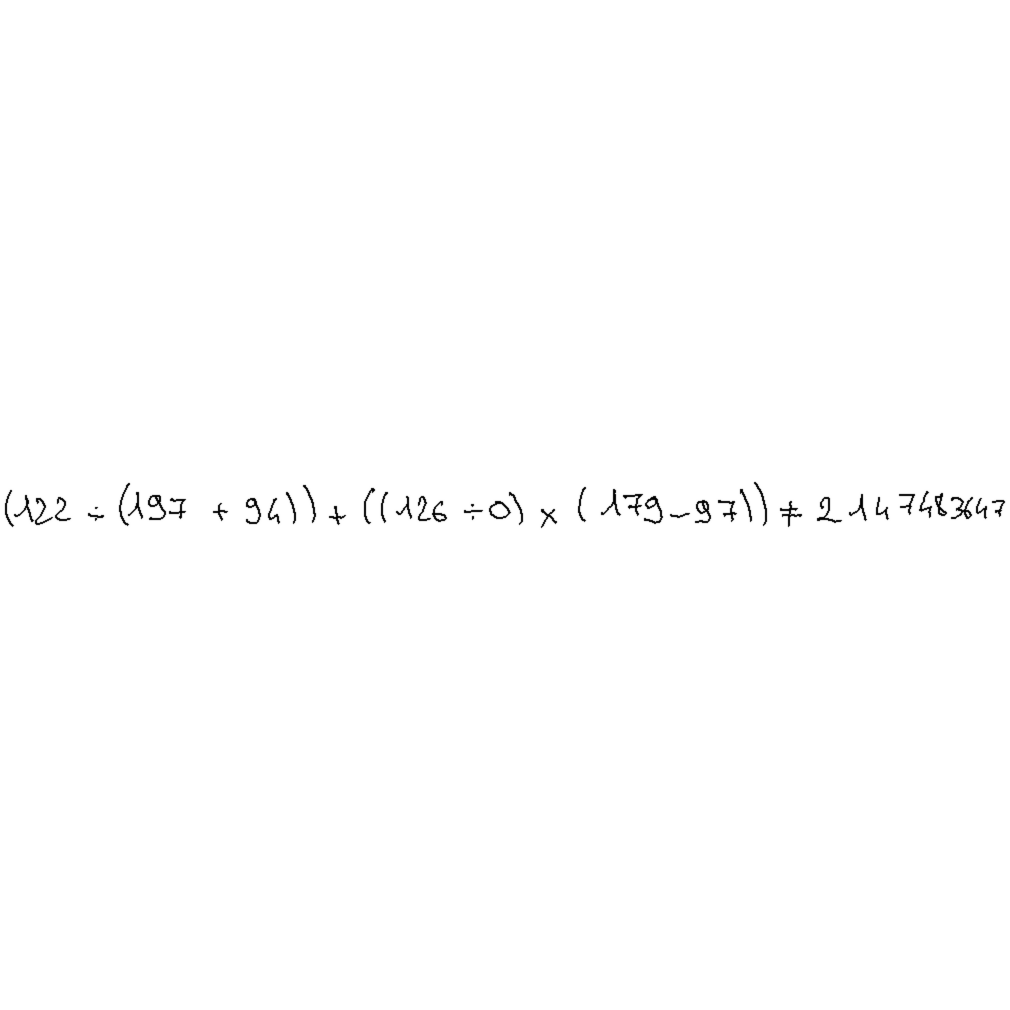 (122 ÷ (197 + 94)) + ((126 ÷ 0) × (179 - 97)) ≠ 2147483647